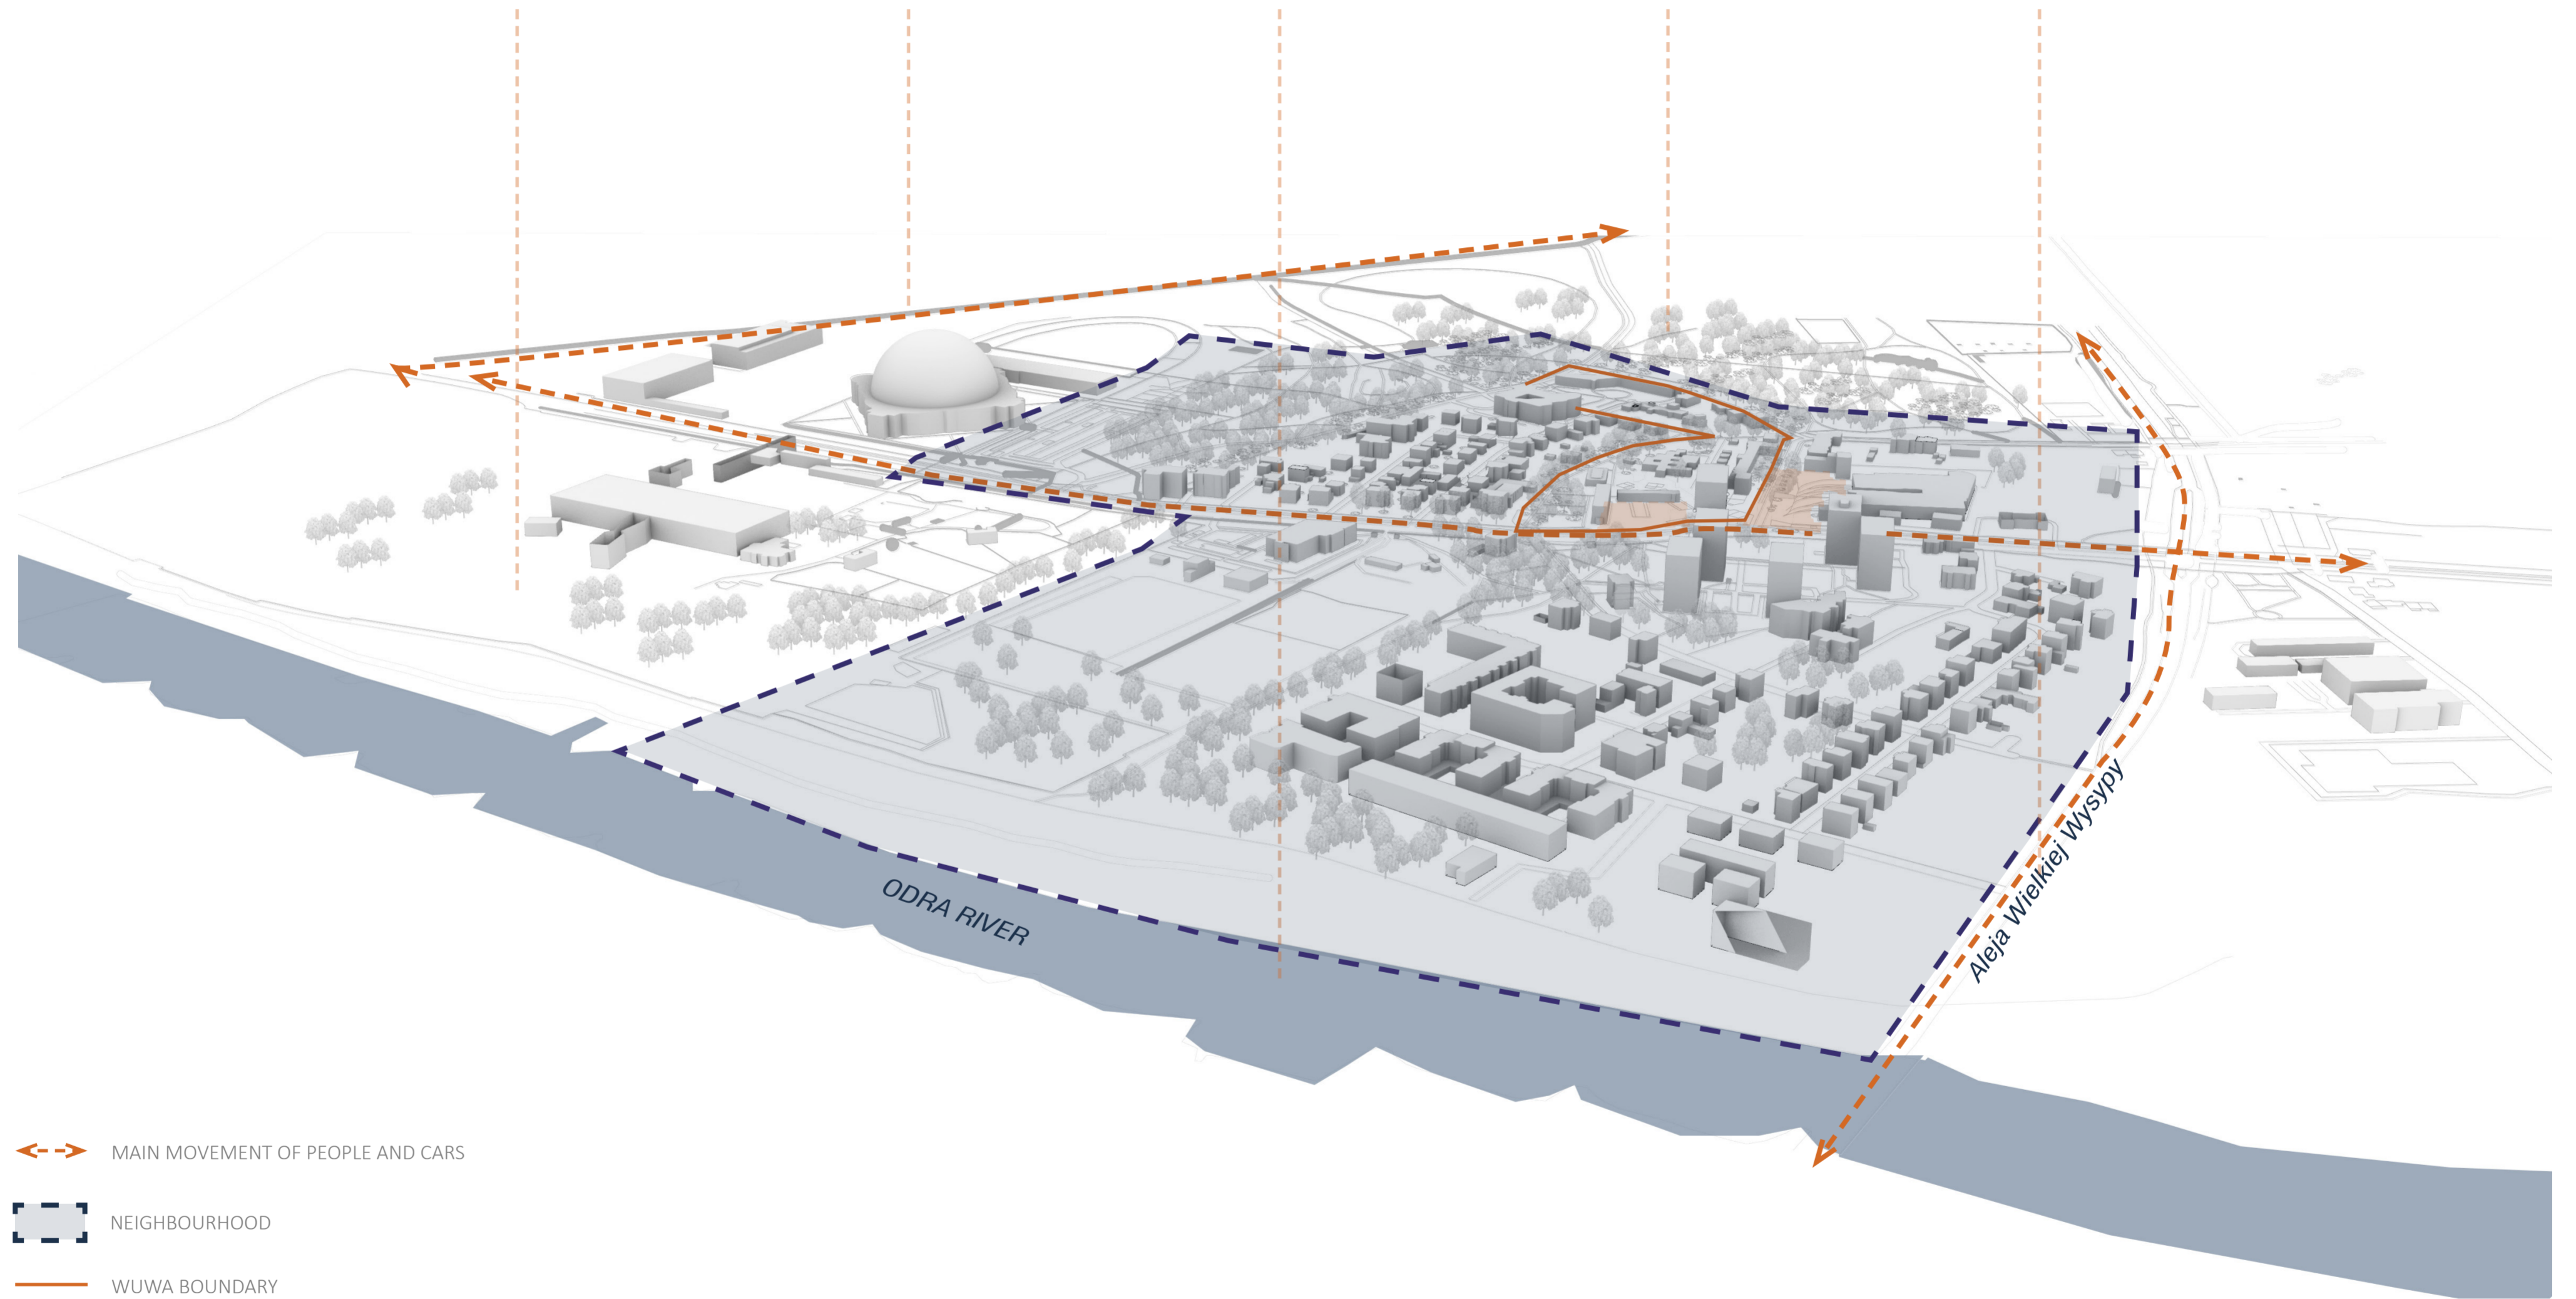 ODRA RIVER
Aleja Wielkiej Wysypy
MAIN MOVEMENT OF PEOPLE AND CARS
NEIGHBOURHOOD
WUWA BOUNDARY